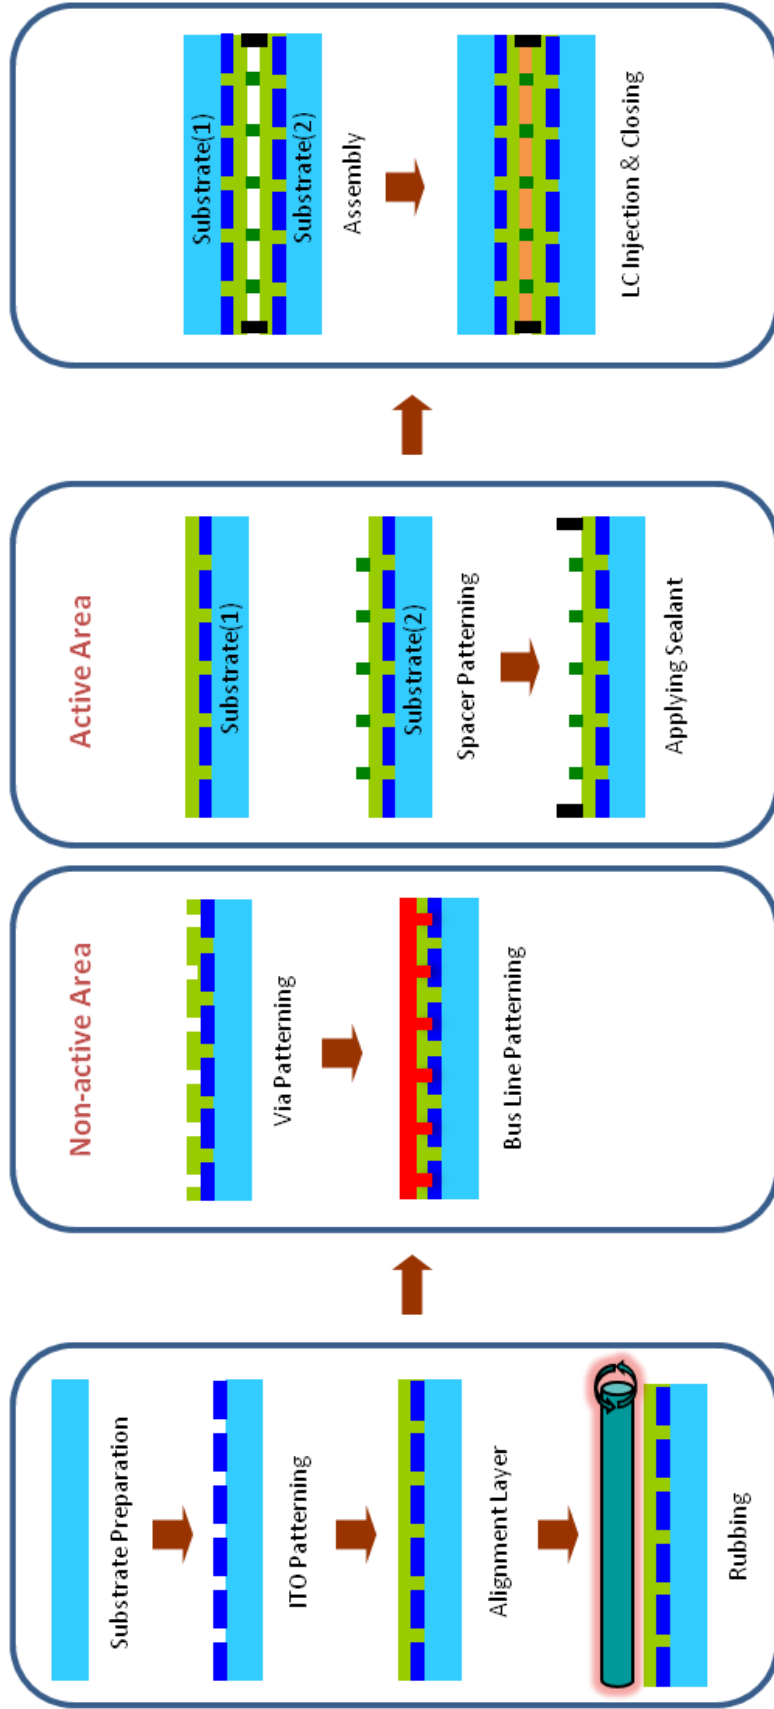 Substrate Preparation
ITO Patterning
Alignment Layer
Rubbing
Non-active Area
Via Patterning
Bus Line Patterning
Active Area
Substrate(1)
Substrate(2)
Spacer Patterning
Applying Sealant
Substrate(1)
Substrate(2)
Assembly
LC Injection & Closing